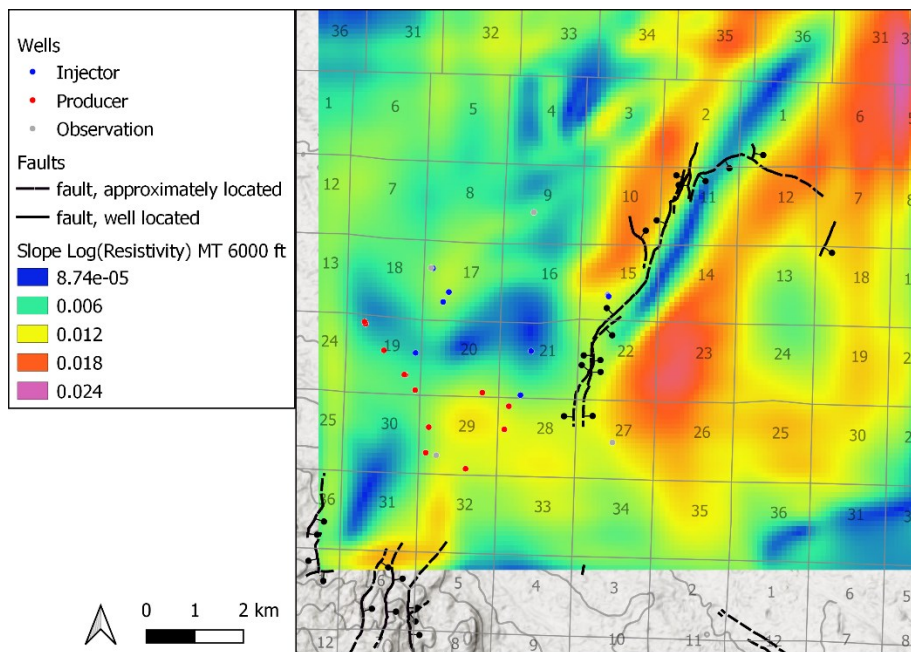 Wells
Injector
Producer
Observation
Faults
fault, approximately located
fault, well located
Slope Log(Resistivity) MT 6000 ft
8.74e-05
0.006
0.012
0.018
0.024
0 1 2 km
36 31 32 33 34 35 36 31
1 6 5 4 3 2 1 6
12 7 8 9 10 11 12 7 8
13 18 17 16 15 14 13 18
24 19 20 21 22 23 24 19
25 30 29 28 27 26 25 30
36 31 32 33 34 35 36 31
6 5 4 3 2 1 6
12 8 9 10 11 12 7 8